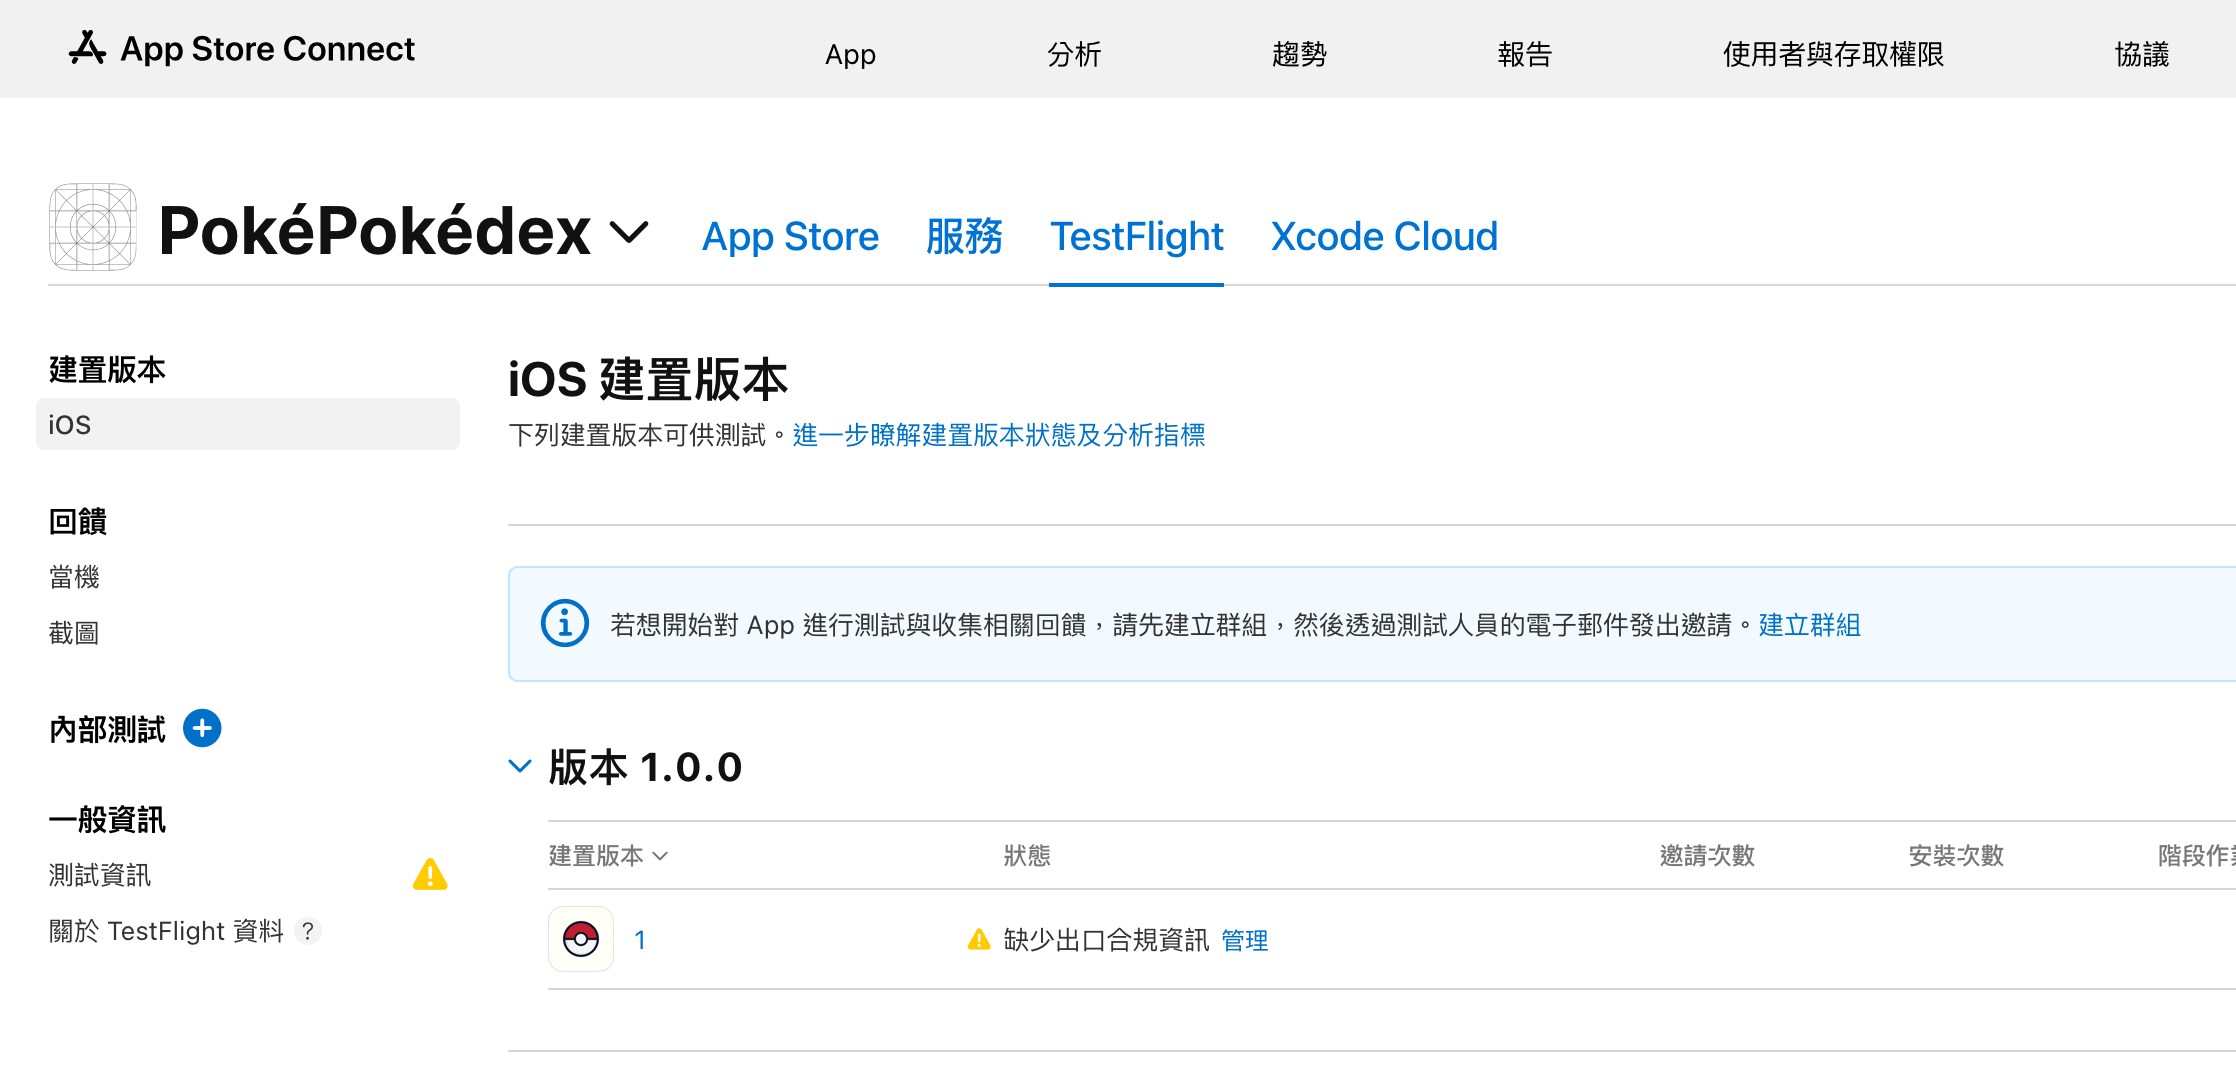 App Store Connect
App
分析
趨勢
報告
使用者與存取權限
協議
PokéPokédex
App Store
服務
TestFlight
Xcode Cloud
建置版本
iOS
回饋
當機
截圖
內部測試
一般資訊
測試資訊
關於 TestFlight 資料 ?
iOS 建置版本
下列建置版本可供測試。進一步瞭解建置版本狀態及分析指標
若想開始對 App 進行測試與收集相關回饋，請先建立群組，然後透過測試人員的電子郵件發出邀請。建立群組
版本 1.0.0
建置版本
狀態
邀請次數
安裝次數
階段作
1
缺少出口合規資訊 管理